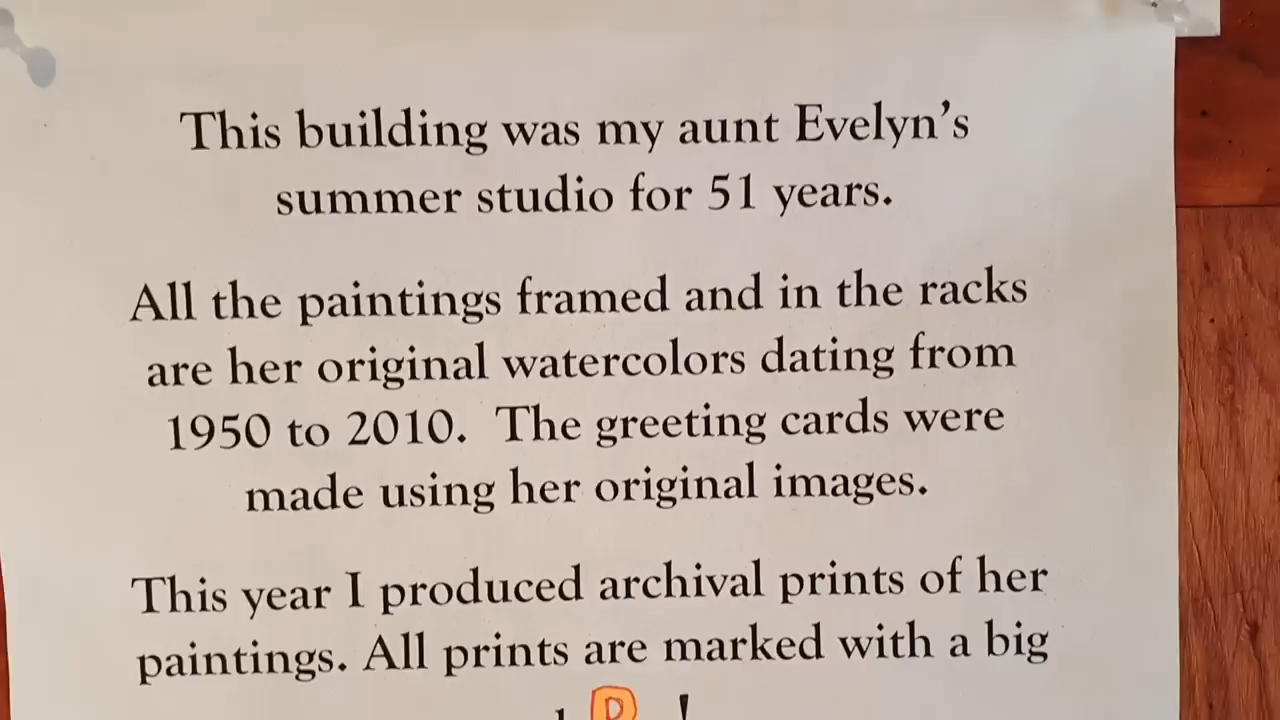 This building was my aunt Evelyn's
summer studio for 51 years.
All the paintings framed and in the racks
are her original watercolors dating from
1950 to 2010. The greeting cards were
made using her original images.
This year I produced archival prints of her
paintings. All prints are marked with a big
P !